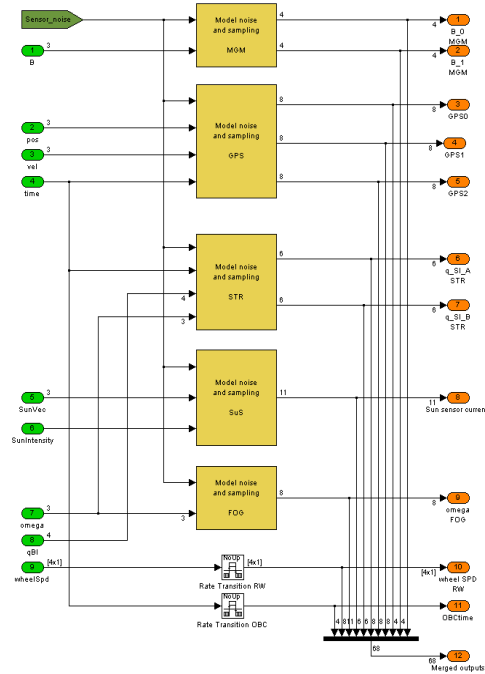 Sensor_noise
Model noise
and sampling
MGM
4
4
4
4
1
B_0
MGM
2
B_1
MGM
1
3
B
Model noise
and sampling
GPS
8
8
8
8
8
8
3
GPS0
4
GPS1
5
GPS2
2
3
pos
3
3
vel
4
time
Model noise
and sampling
STR
4
3
6
6
6
6
6
q_SI_A
STR
7
q_SI_B
STR
Model noise
and sampling
SuS
11
11
8
Sun sensor curren
5
3
SunVec
6
SunIntensity
Model noise
and sampling
FOG
3
8
8
9
omega
FOG
7
3
omega
8
4
qBI
9
[4x1]
wheelSpd
NoUp
[4x1]
Rate Transition RW
[4x1]
10
wheel SPD
RW
NoUp
Rate Transition OBC
11
OBCtime
4 8 11 6 6 8 8 8 4 4
68
68
12
Merged outputs